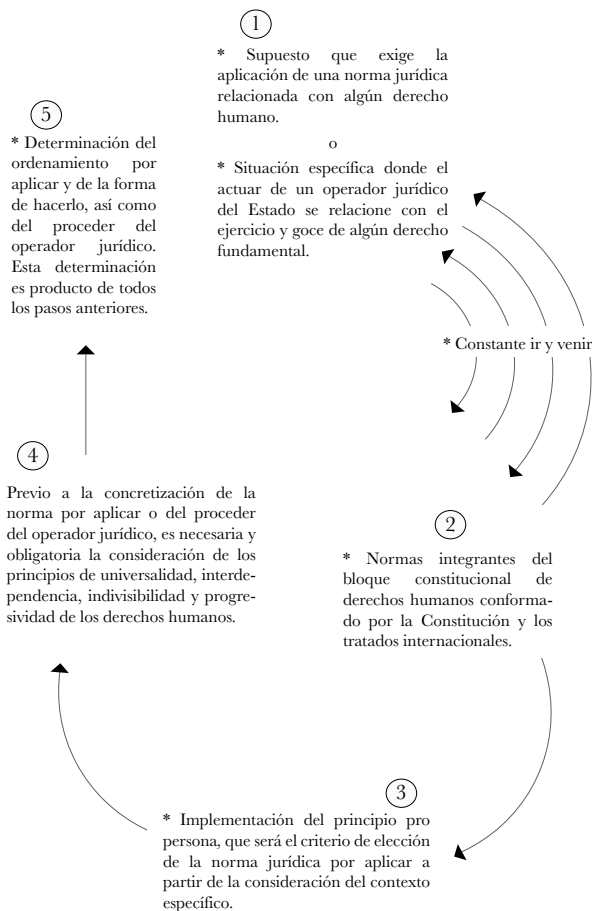 1
* Supuesto que exige la
aplicación de una norma jurídica
relacionada con algún derecho
humano.
o
* Situación específica donde el
actuar de un operador jurídico
del Estado se relacione con el
ejercicio y goce de algún derecho
fundamental.
* Constante ir y venir
2
* Normas integrantes del
bloque constitucional de
derechos humanos conforma-
do por la Constitución y los
tratados internacionales.
3
* Implementación del principio pro
persona, que será el criterio de elección
de la norma jurídica por aplicar a
partir de la consideración del contexto
específico.
4
Previo a la concretización de la
norma por aplicar o del proceder
del operador jurídico, es necesaria y
obligatoria la consideración de los
principios de universalidad, interde-
pendencia, indivisibilidad y progre-
sividad de los derechos humanos.
5
* Determinación del
ordenamiento por
aplicar y de la forma
de hacerlo, así como
del proceder del
operador jurídico.
Esta determinación
es producto de todos
los pasos anteriores.